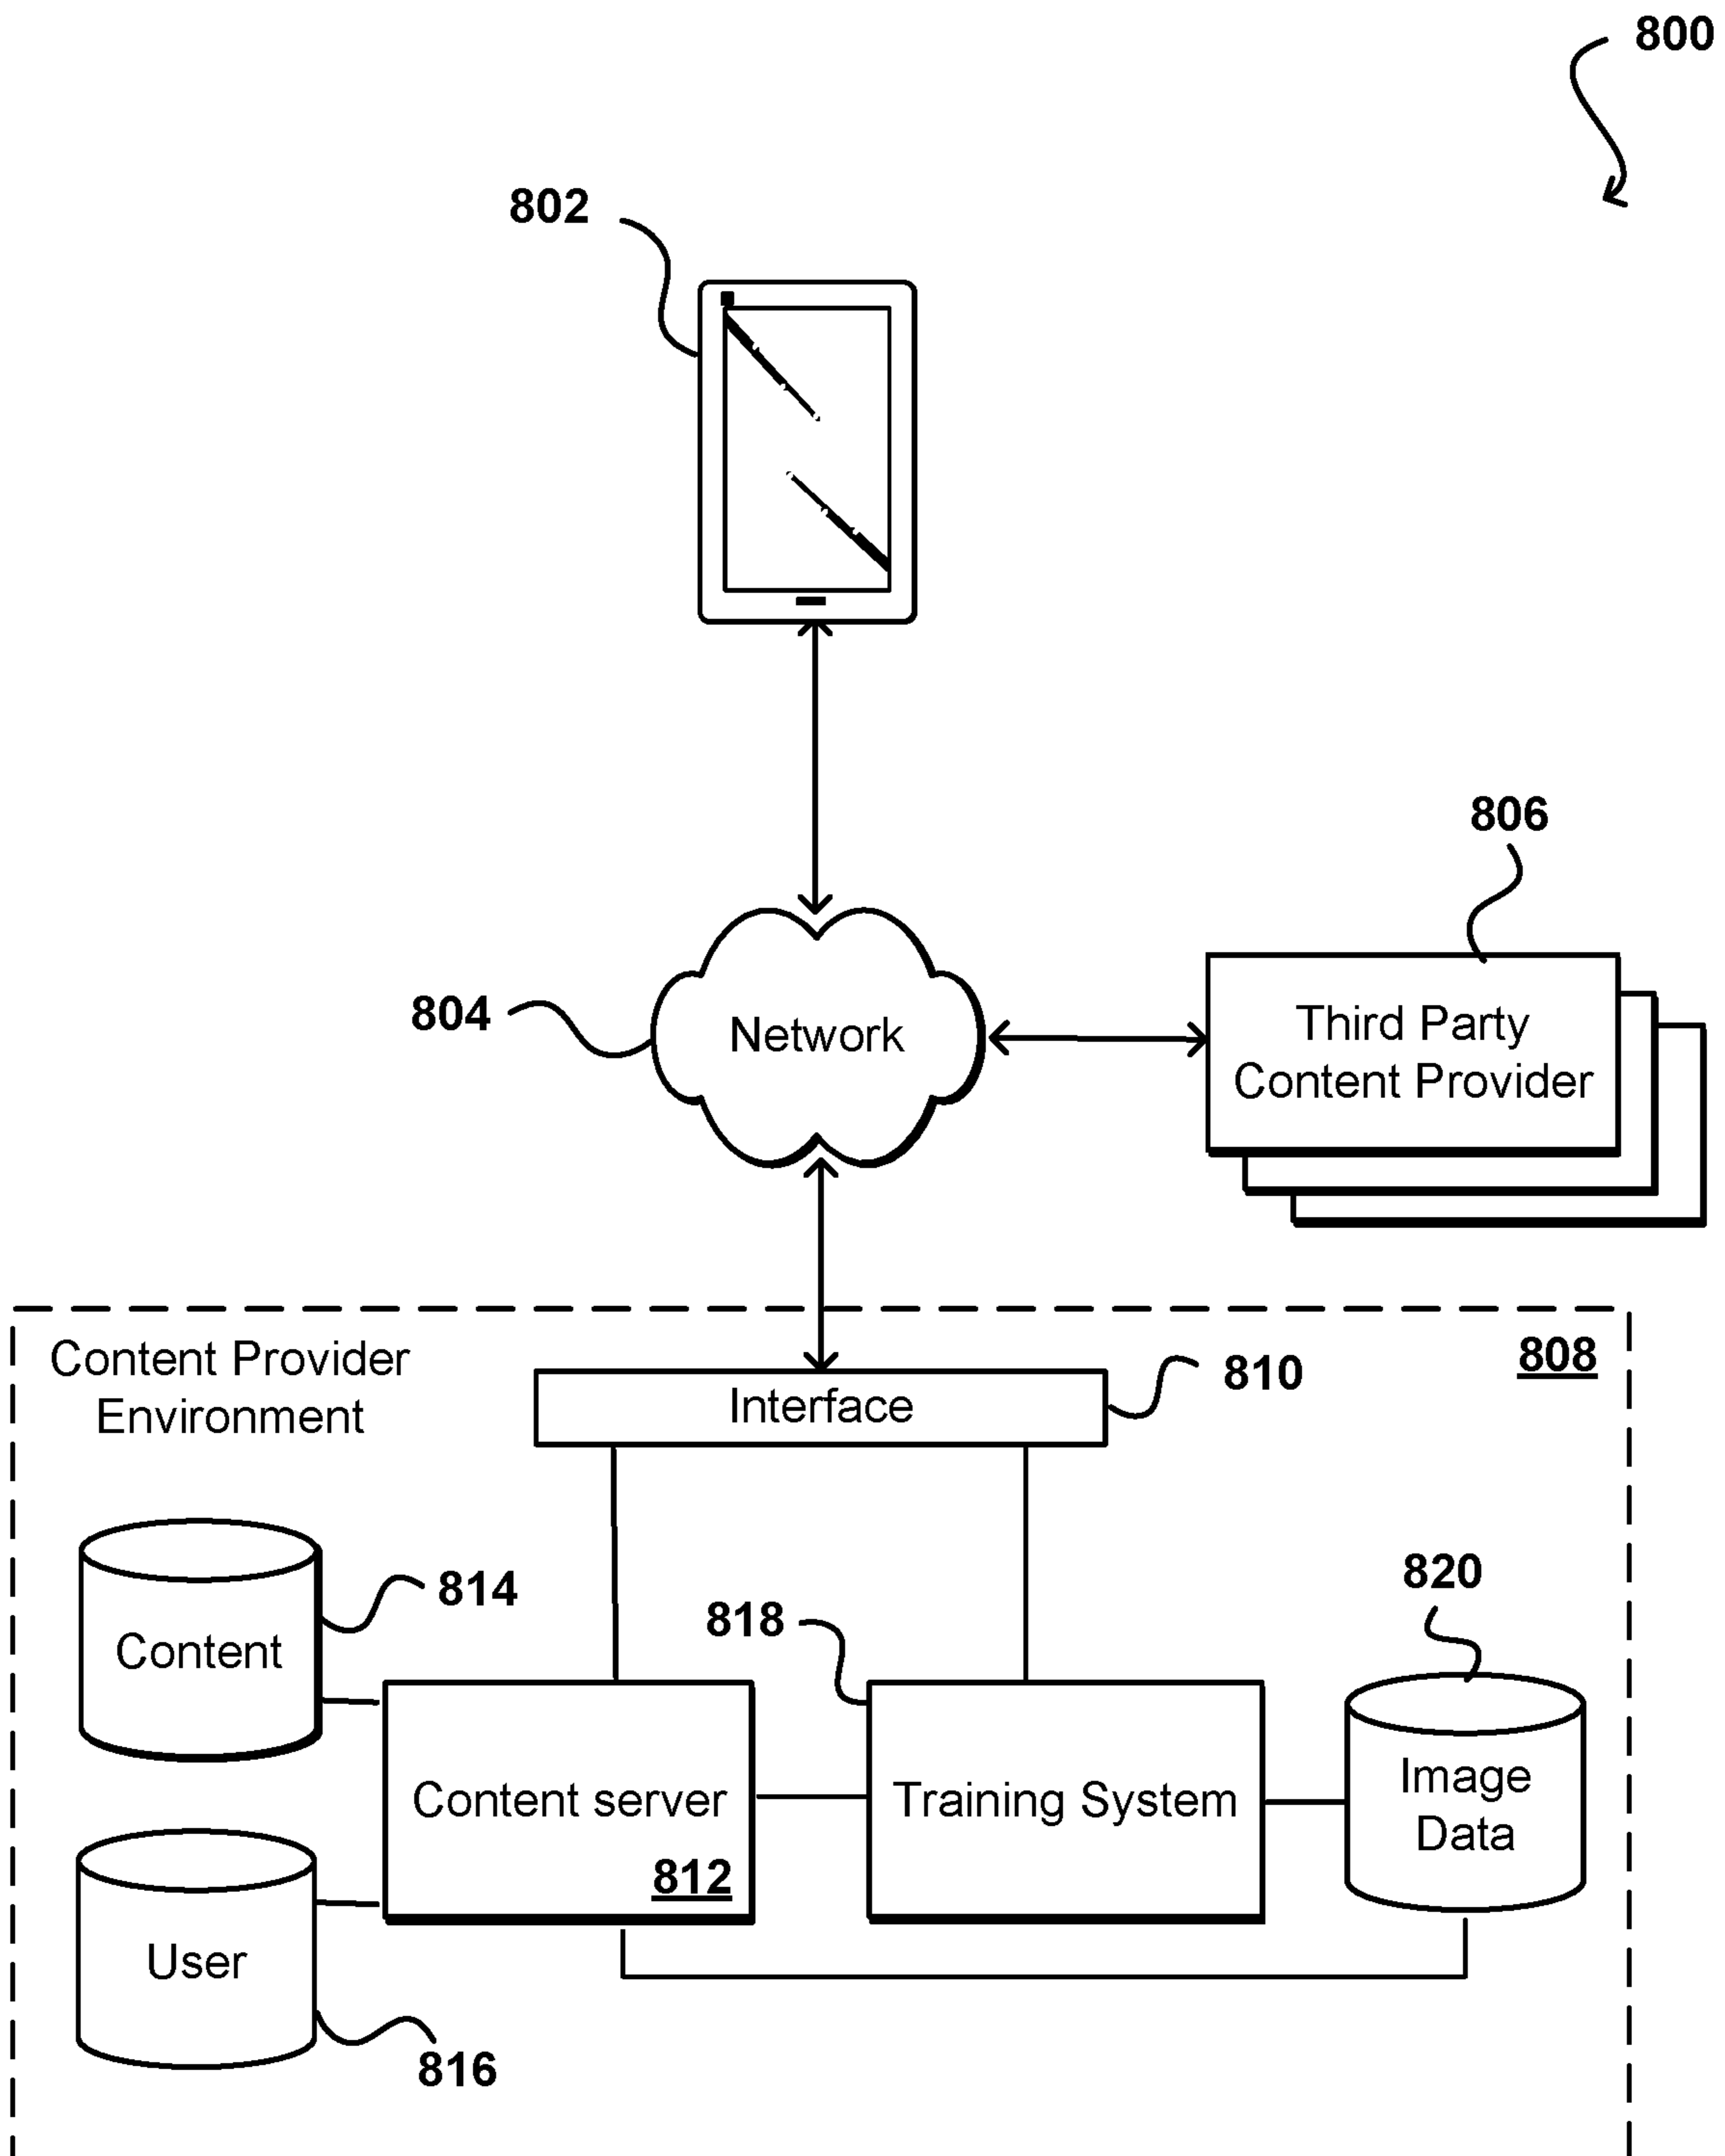 800
802
806
804
Network
Third Party
Content Provider
Content Provider
Environment
808
Interface
810
814
Content
818
820
Content server
812
Training System
Image
Data
User
816